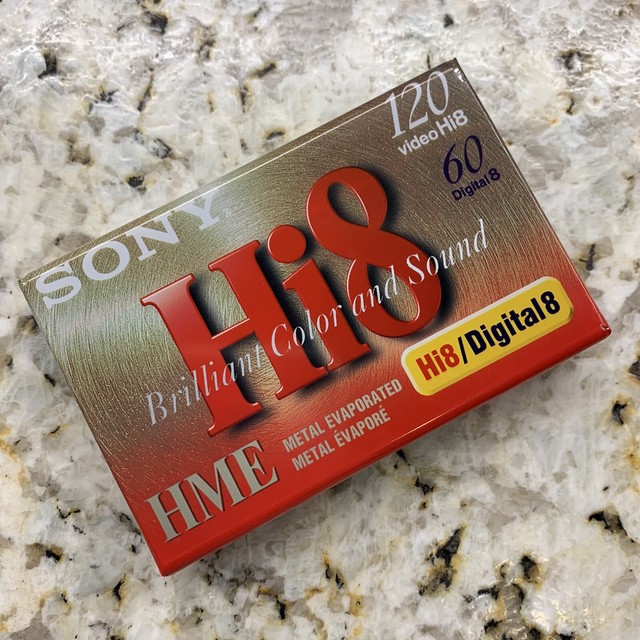 SONY
120
video Hi8
60
Digital 8
Hi8
Brilliant Color and Sound
Hi8/Digital8
HME
METAL EVAPORATED
METAL ÉVAPORÉ